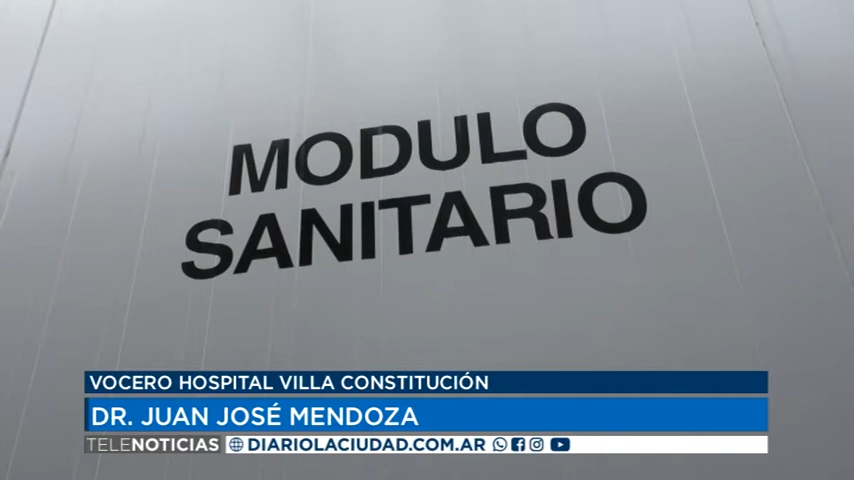 MODULO
SANITARIO
VOCERO HOSPITAL VILLA CONSTITUCIÓN
DR. JUAN JOSÉ MENDOZA
TELENOTICIAS DIARIOLACIUDAD.COM.AR